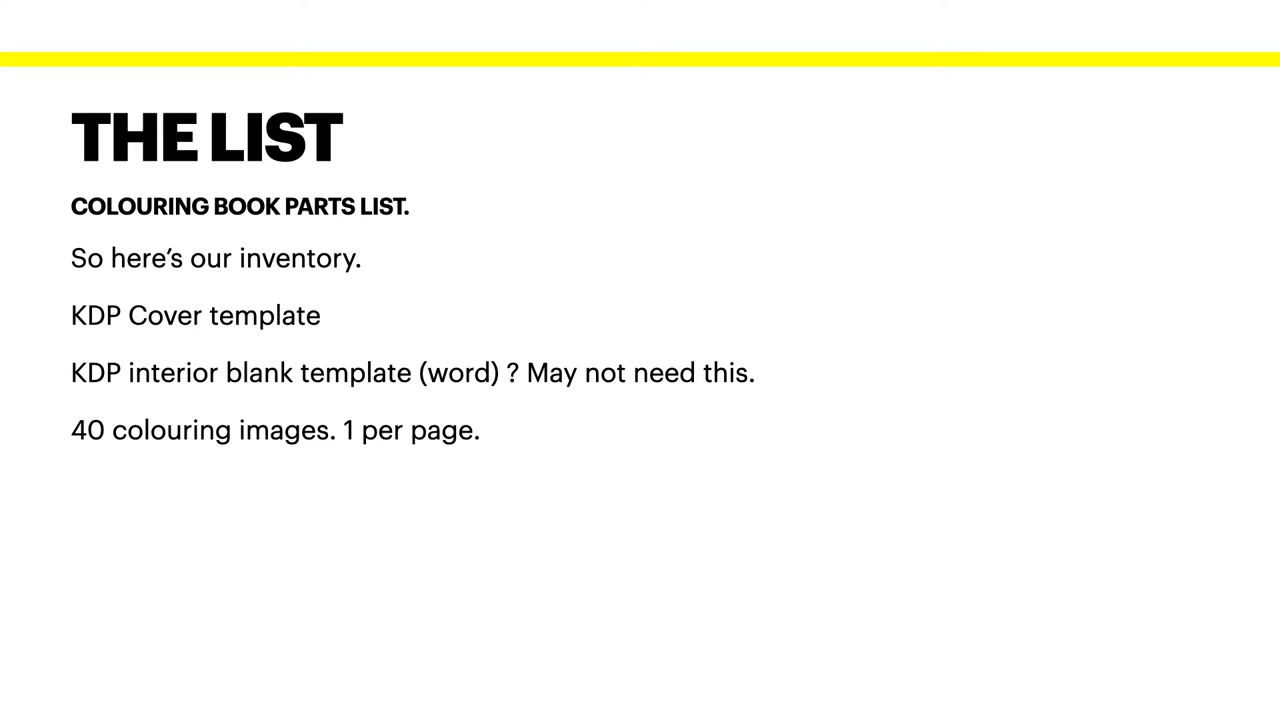 THE LIST
COLOURING BOOK PARTS LIST.
So here’s our inventory.
KDP Cover template
KDP interior blank template (word) ? May not need this.
40 colouring images. 1 per page.